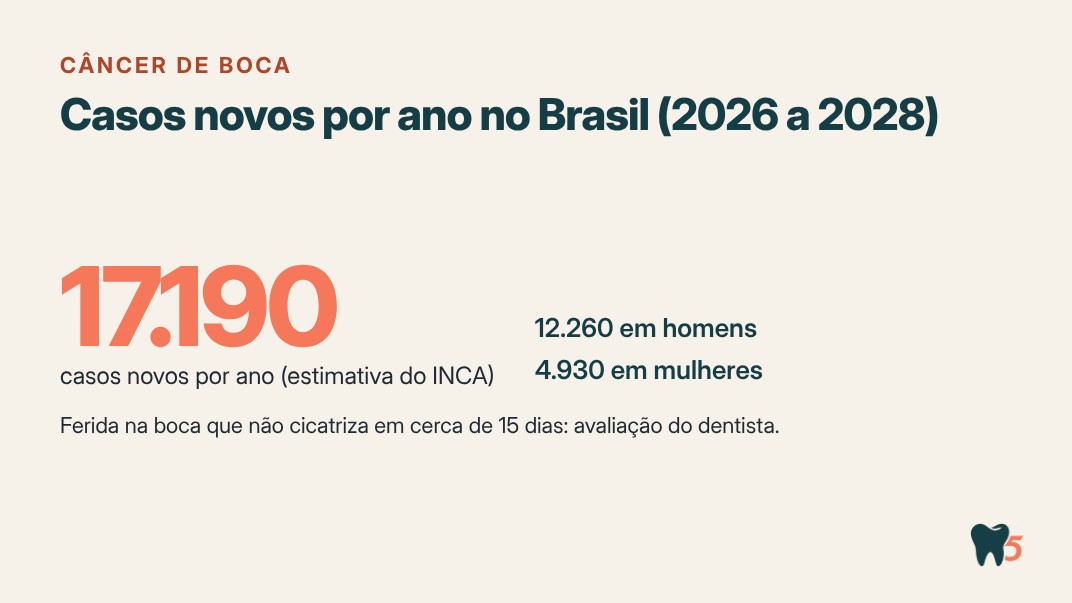 CÂNCER DE BOCA
Casos novos por ano no Brasil (2026 a 2028)
17.190
casos novos por ano (estimativa do INCA)
12.260 em homens
4.930 em mulheres
Ferida na boca que não cicatriza em cerca de 15 dias: avaliação do dentista.
5